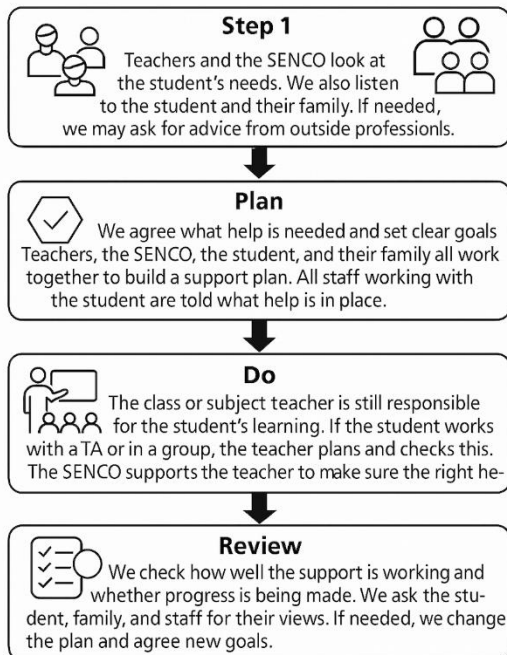 Step 1
Teachers and the SENCO look at
the student's needs. We also listen
to the student and their family. If needed,
we may ask for advice from outside professionls.
Plan
We agree what help is needed and set clear goals
Teachers, the SENCO, the student, and their family all work
together to build a support plan. All staff working with
the student are told what help is in place.
Do
The class or subject teacher is still responsible
for the student's learning. If the student works
with a TA or in a group, the teacher plans and checks this.
The SENCO supports the teacher to make sure the right he-
Review
We check how well the support is working and
whether progress is being made. We ask the stu-
dent, family, and staff for their views. If needed, we change
the plan and agree new goals.